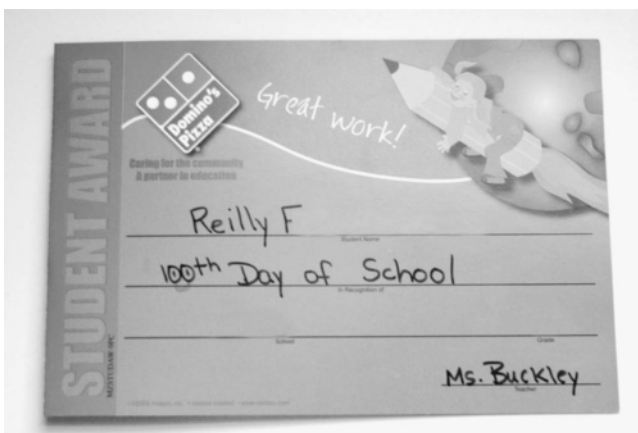 STUDENT AWARD
Domino's
Pizza
Great work!
Caring for the community
A partner in education
Reilly F
Student Name
100th Day of School
In Recognition of
School
Grade
Ms. Buckley
Teacher